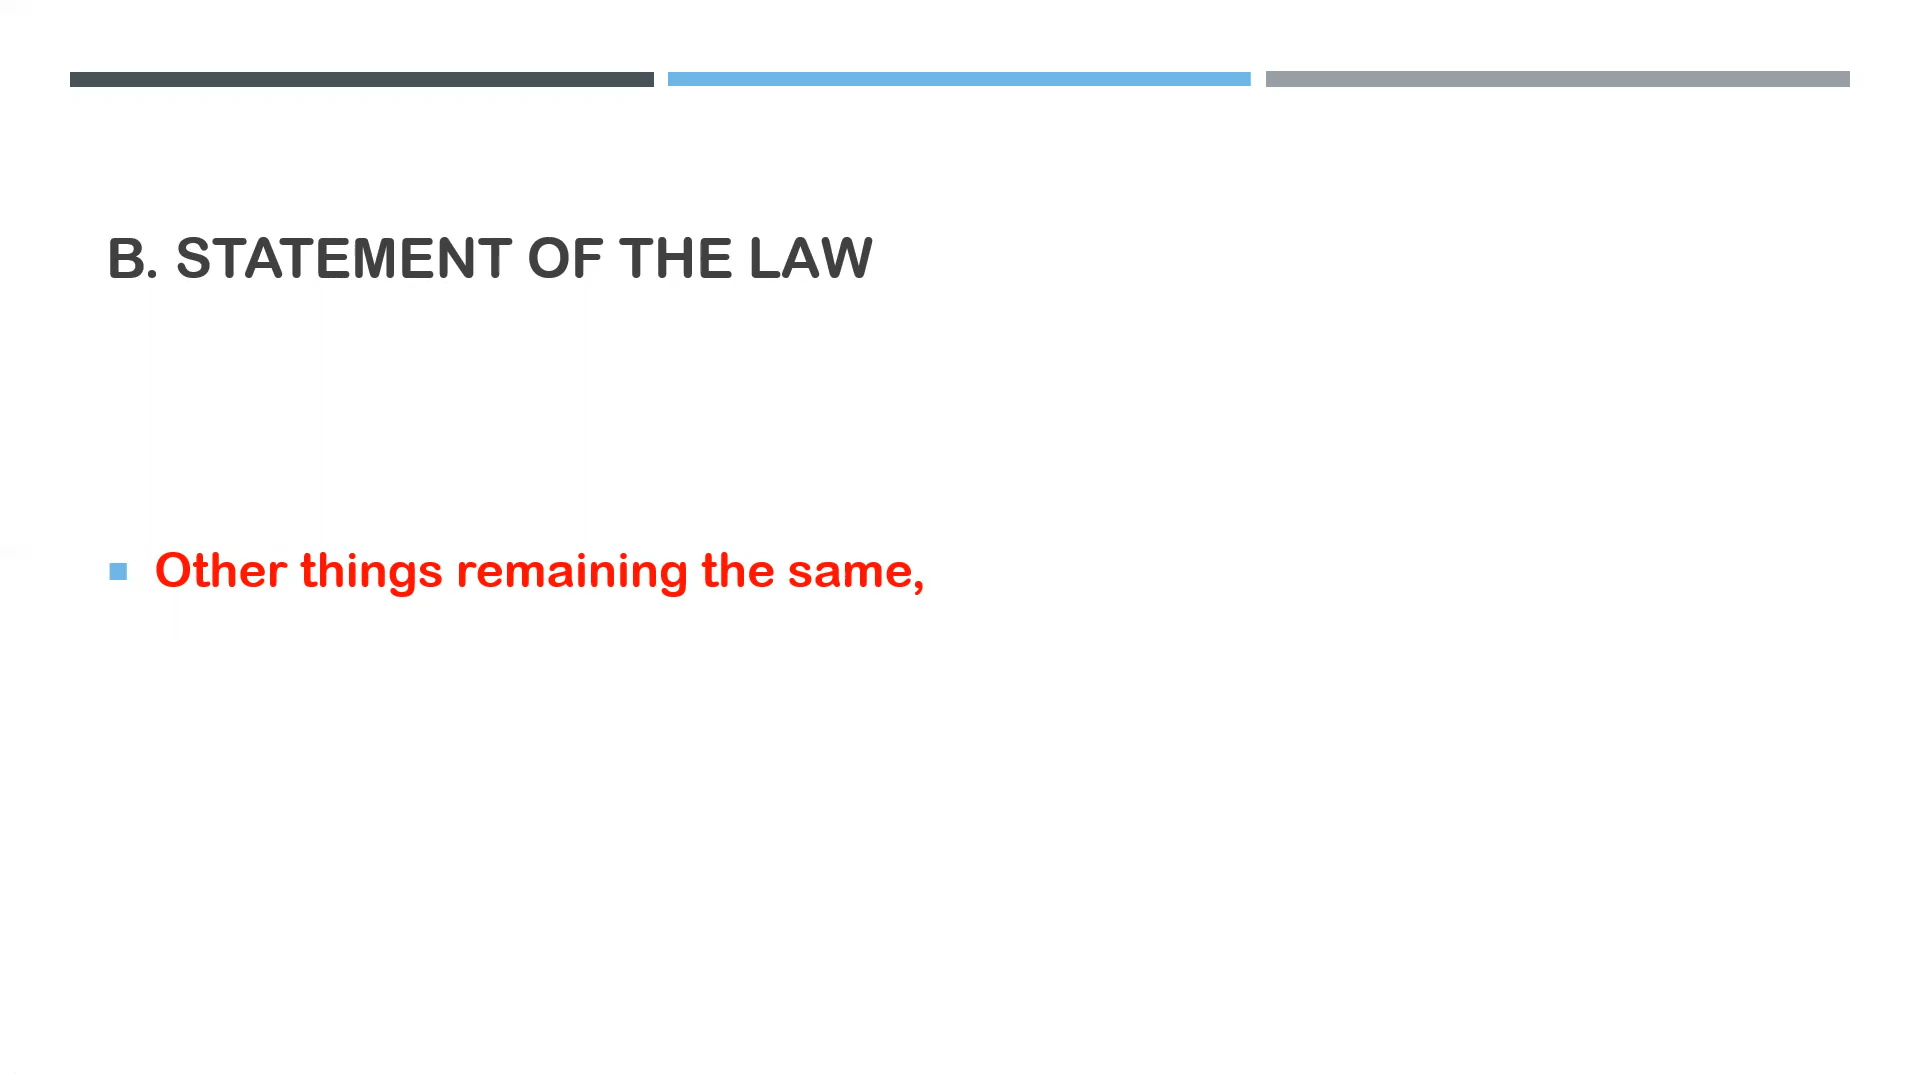 B. STATEMENT OF THE LAW
Other things remaining the same,